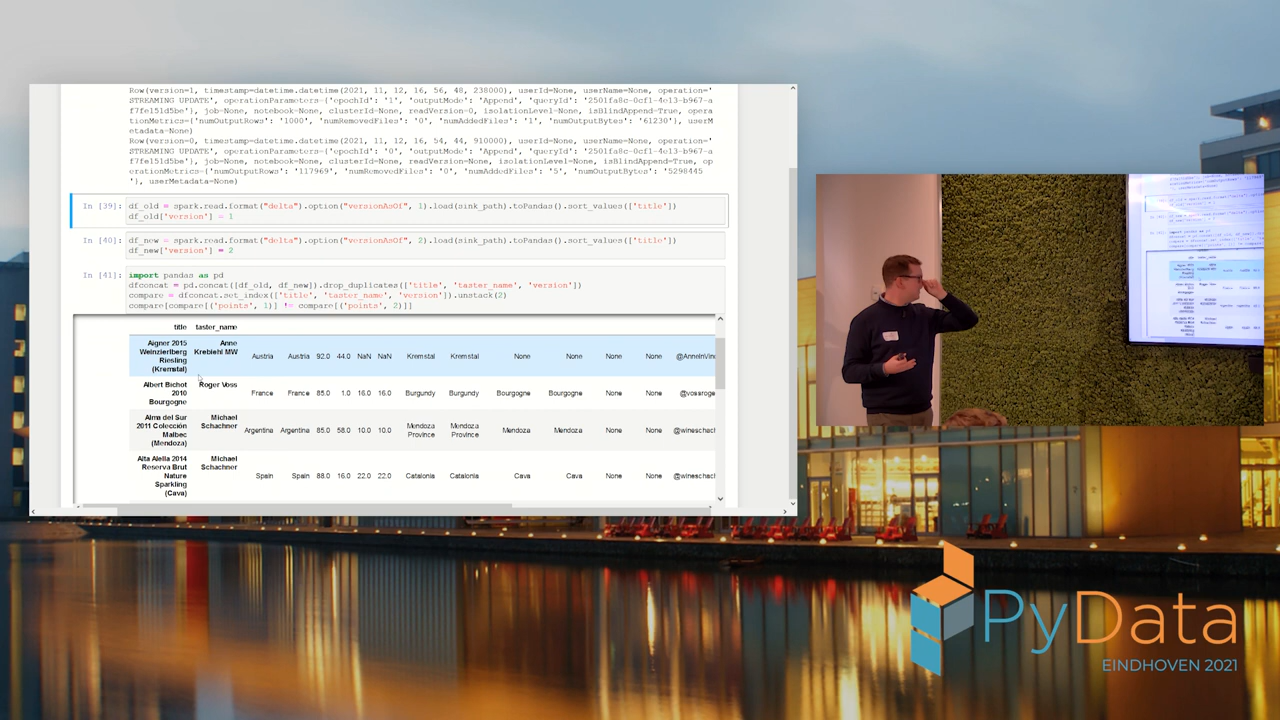 Row(version=1, timestamp=datetime.datetime(2021, 11, 12, 16, 56, 48, 238000), userId=None, userName=None, operation='
STREAMING UPDATE', operationParameters={'epochId': '1', 'outputMode': 'Append', 'queryId': '2501fa8c-0cf1-4e13-b967-a
f7fe151d5be'}, job=None, notebook=None, clusterId=None, readVersion=0, isolationLevel=None, isBlindAppend=True, opera
tionMetrics={'numOutputRows': '1000', 'numRemovedFiles': '0', 'numAddedFiles': '1', 'numOutputBytes': '61230'}, userM
etadata=None)
Row(version=0, timestamp=datetime.datetime(2021, 11, 12, 16, 54, 44, 910000), userId=None, userName=None, operation='
STREAMING UPDATE', operationParameters={'epochId': '0', 'outputMode': 'Append', 'queryId': '2501fa8c-0cf1-4e13-b967-a
f7fe151d5be'}, job=None, notebook=None, clusterId=None, readVersion=None, isolationLevel=None, isBlindAppend=True, op
erationMetrics={'numOutputRows': '117969', 'numRemovedFiles': '0', 'numAddedFiles': '5', 'numOutputBytes': '5298445
'}, userMetadata=None)
In [39]: df_old = spark.read.format("delta").option("versionAsOf", 1).load(sink_path).toPandas().sort_values(['title'])
df_old['version'] = 1
In [40]: df_new = spark.read.format("delta").option("versionAsOf", 2).load(sink_path).toPandas().sort_values(['title'])
df_new['version'] = 2
In [41]: import pandas as pd
dfconcat = pd.concat([df_old, df_new]).drop_duplicates(['title', 'taster_name', 'version'])
compare = dfconcat.set_index(['title', 'taster_name', 'version']).unstack(2)
compare[compare[('points', 1)] != compare[('points', 2)]]
title taster_name
Aigner 2015 Weinzierlberg Riesling (Kremstal) Anne Krebiehl MW Austria Austria 92.0 44.0 NaN NaN Kremstal Kremstal None None None None @AnneInVin
Albert Bichot 2010 Bourgogne Roger Voss France France 85.0 1.0 16.0 16.0 Burgundy Burgundy Bourgogne Bourgogne None None @vossroge
Alma del Sur 2011 Colección Malbec (Mendoza) Michael Schachner Argentina Argentina 85.0 58.0 10.0 10.0 Mendoza Province Mendoza Province Mendoza Mendoza None None @wineschach
Alta Alella 2014 Reserva Brut Nature Sparkling (Cava) Michael Schachner Spain Spain 88.0 16.0 22.0 22.0 Catalonia Catalonia Cava Cava None None @wineschach
PyData
EINDHOVEN 2021